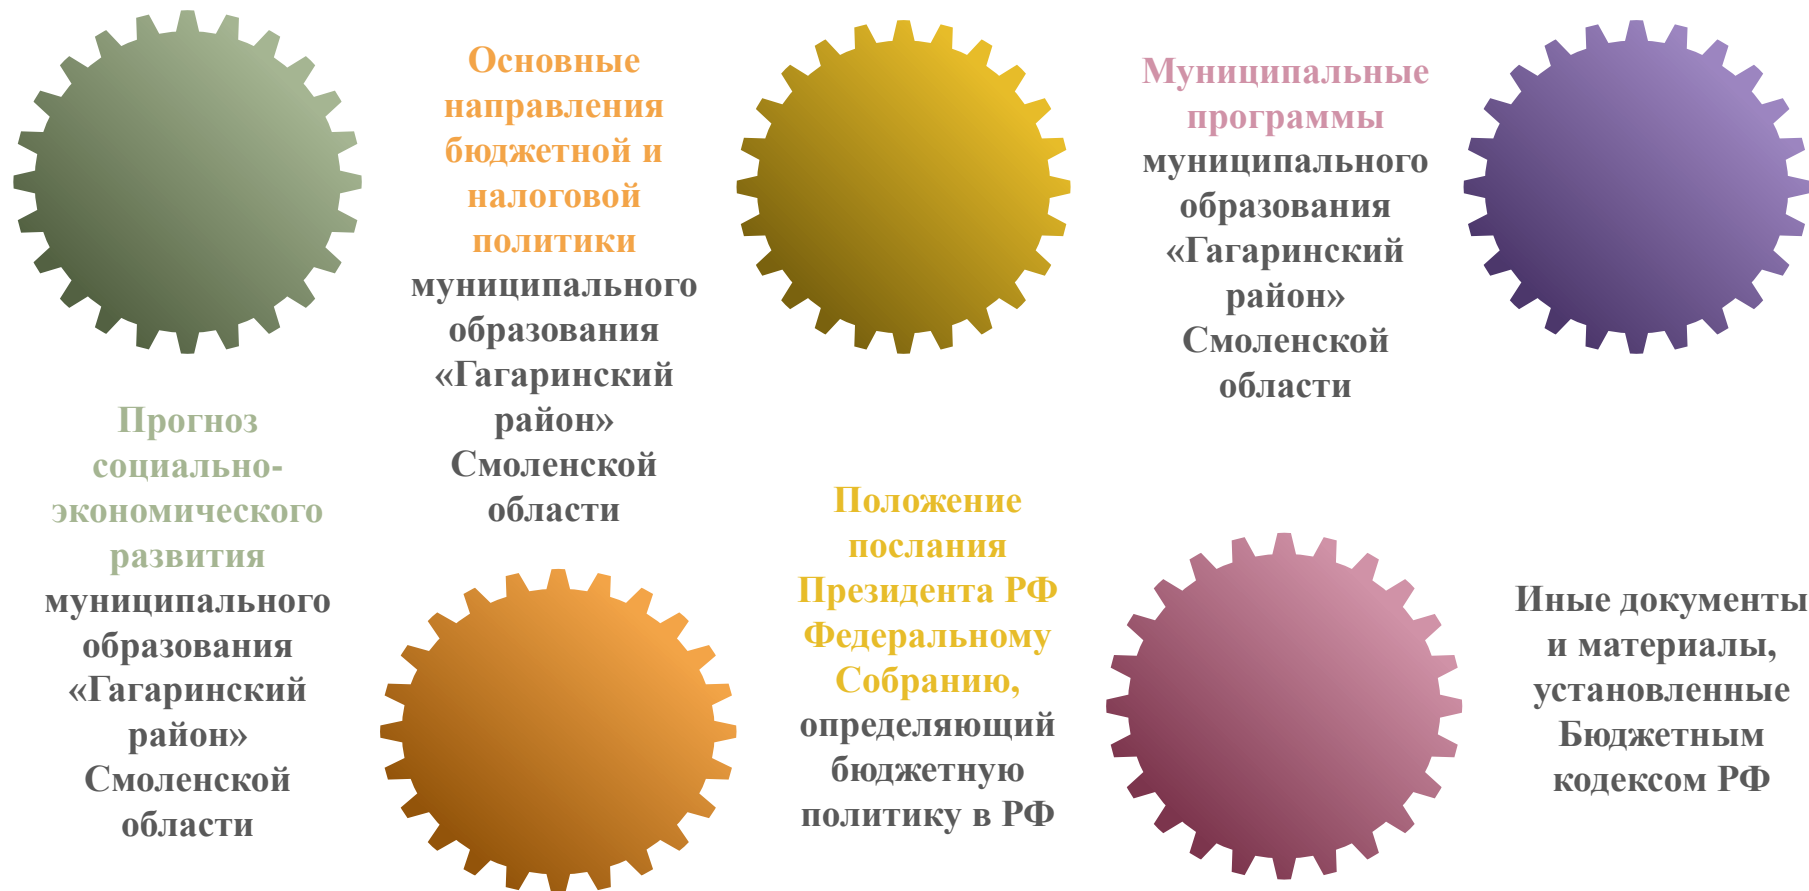 Прогноз
социально-
экономического
развития
муниципального
образования
«Гагаринский
район»
Смоленской
области
Основные
направления
бюджетной и
налоговой
политики
муниципального
образования
«Гагаринский
район»
Смоленской
области
Положение
послания
Президента РФ
Федеральному
Собранию,
определяющий
бюджетную
политику в РФ
Муниципальные
программы
муниципального
образования
«Гагаринский
район»
Смоленской
области
Иные документы
и материалы,
установленные
Бюджетным
кодексом РФ